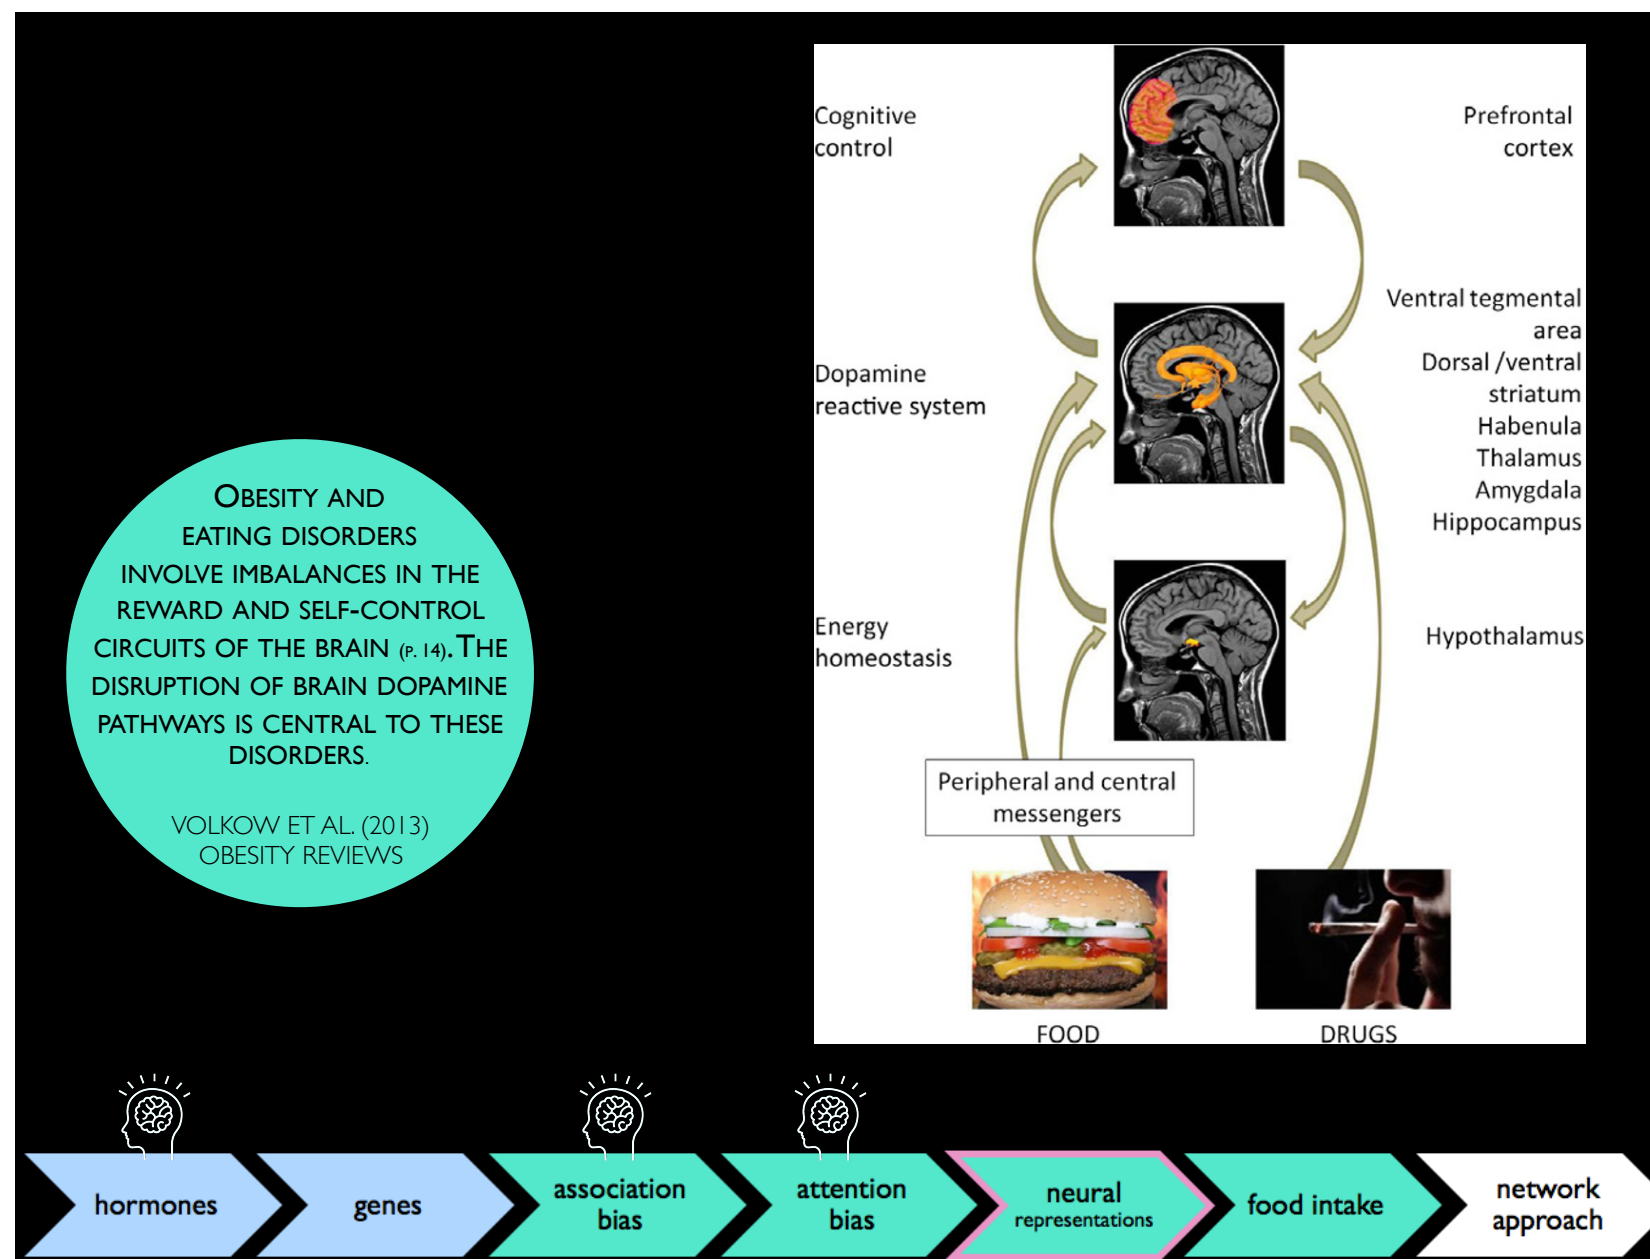 Cognitive
control
Prefrontal
cortex
Ventral tegmental
area
Dorsal /ventral
striatum
Habenula
Thalamus
Amygdala
Hippocampus
Dopamine
reactive system
Energy
homeostasis
Hypothalamus
Peripheral and central
messengers
FOOD
DRUGS
OBESITY AND
EATING DISORDERS
INVOLVE IMBALANCES IN THE
REWARD AND SELF-CONTROL
CIRCUITS OF THE BRAIN (P. 14). THE
DISRUPTION OF BRAIN DOPAMINE
PATHWAYS IS CENTRAL TO THESE
DISORDERS.
VOLKOW ET AL. (2013)
OBESITY REVIEWS
hormones
genes
association
bias
attention
bias
neural
representations
food intake
network
approach